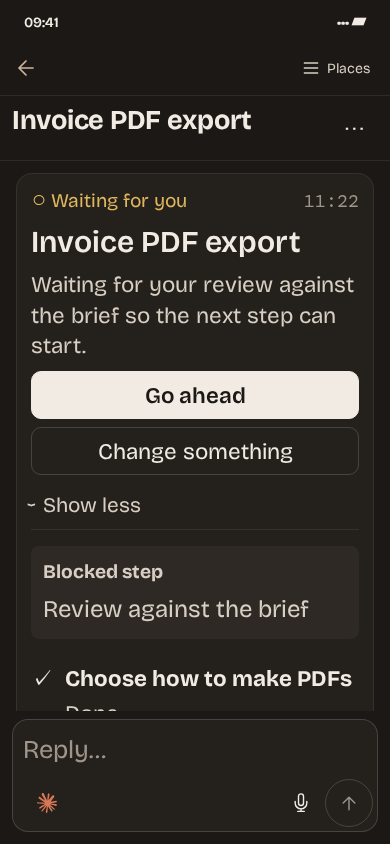 09:41
Places
Invoice PDF export
...
Waiting for you
11:22
Invoice PDF export
Waiting for your review against
the brief so the next step can
start.
Go ahead
Change something
Show less
Blocked step
Review against the brief
Choose how to make PDFs
Done
Reply...